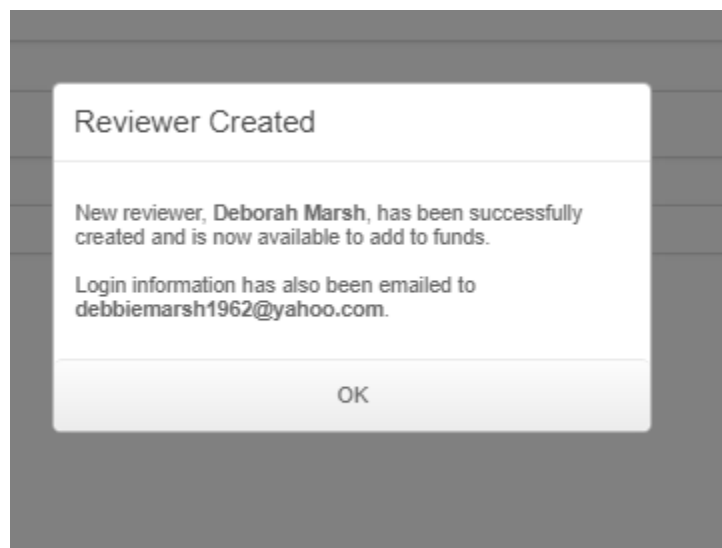 Reviewer Created
New reviewer, Deborah Marsh, has been successfully
created and is now available to add to funds.
Login information has also been emailed to
debbiemarsh1962@yahoo.com.
OK